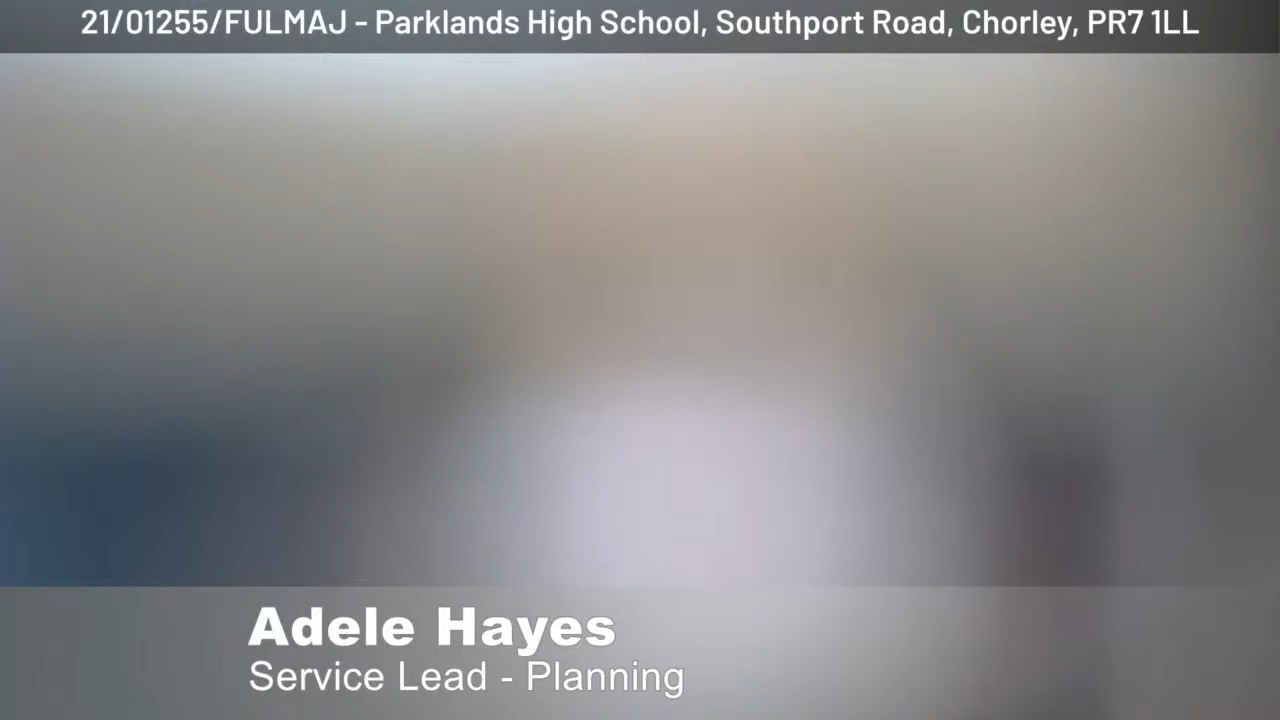 21/01255/FULMAJ - Parklands High School, Southport Road, Chorley, PR7 1LL
Adele Hayes
Service Lead - Planning